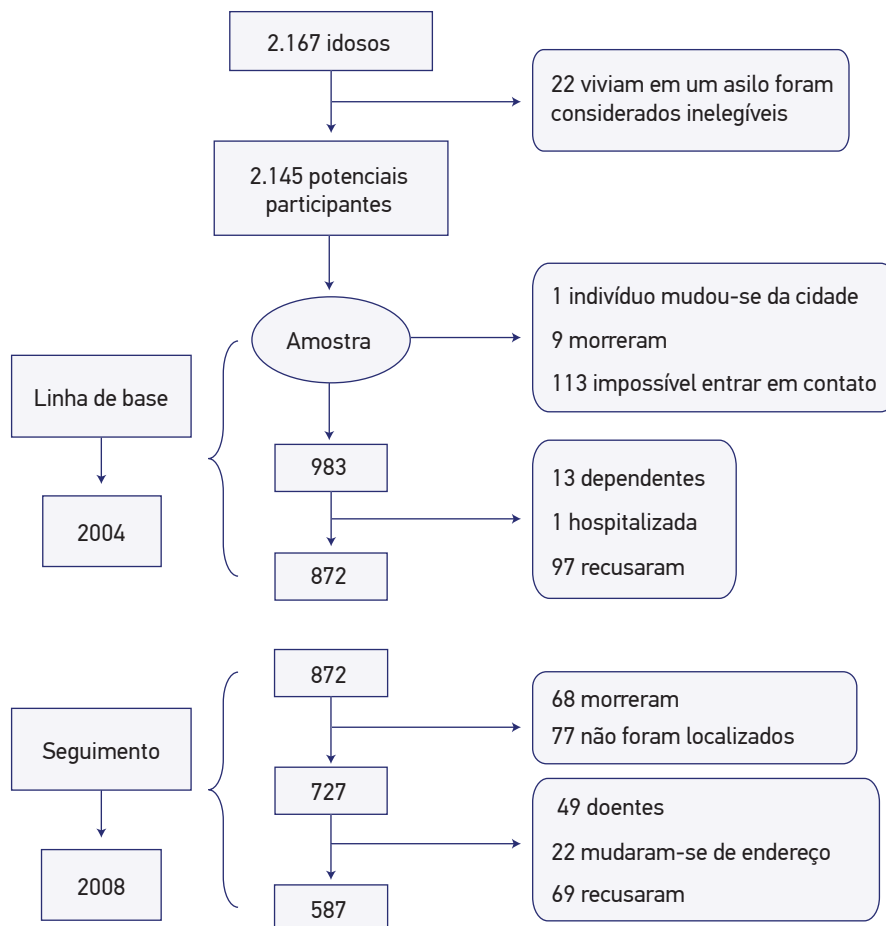 2.167 idosos
22 viviam em um asilo foram
considerados inelegíveis
2.145 potenciais
participantes
Amostra
1 indivíduo mudou-se da cidade
9 morreram
113 impossível entrar em contato
Linha de base
2004
983
13 dependentes
1 hospitalizada
97 recusaram
872
872
68 morreram
77 não foram localizados
Seguimento
2008
727
49 doentes
22 mudaram-se de endereço
69 recusaram
587